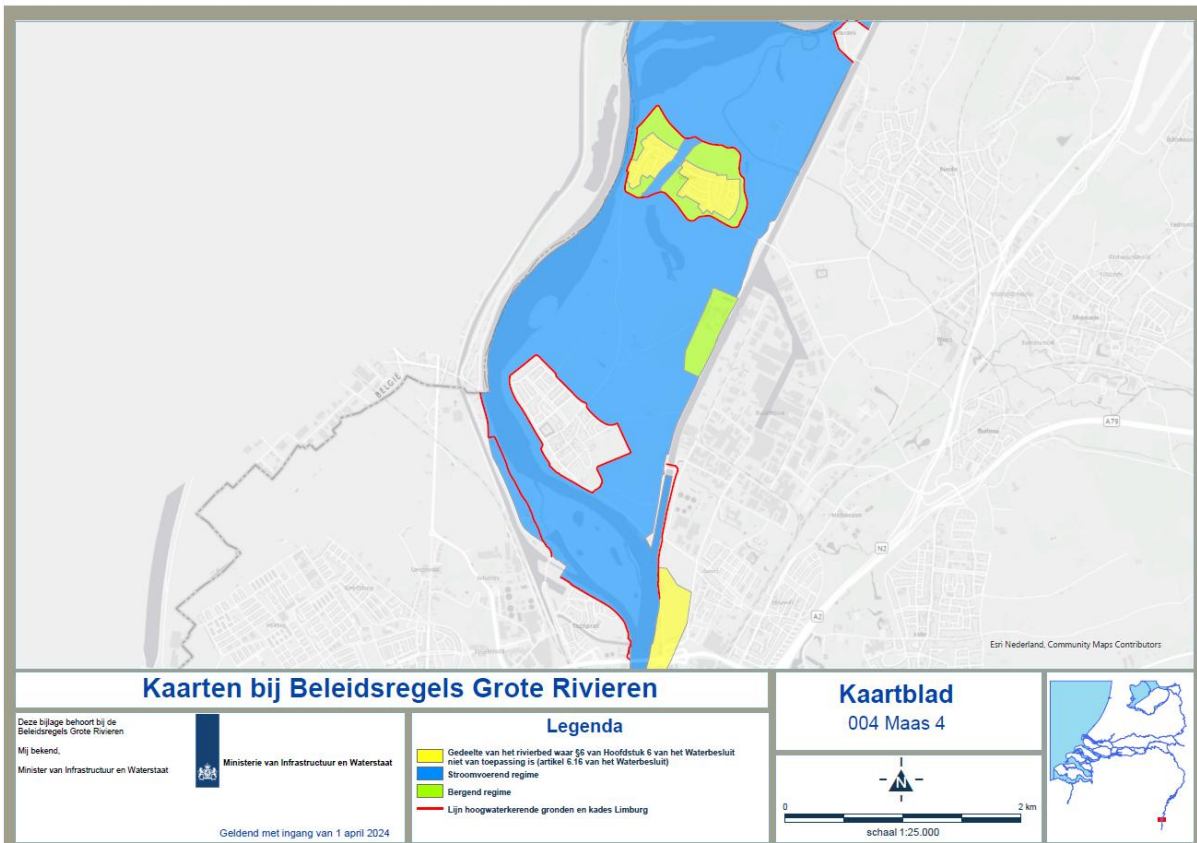 BELGIË
A79
N2
A2
Esri Nederland, Community Maps Contributors
Kaarten bij Beleidsregels Grote Rivieren
Deze bijlage behoort bij de
Beleidsregels Grote Rivieren
Mij bekend,
Minister van Infrastructuur en Waterstaat
Ministerie van Infrastructuur en Waterstaat
Geldend met ingang van 1 april 2024
Legenda
Gedeelte van het rivierbed waar §6 van Hoofdstuk 6 van het Waterbesluit
niet van toepassing is (artikel 6.16 van het Waterbesluit)
Stroomvoerend regime
Bergend regime
Lijn hoogwaterkerende gronden en kades Limburg
Kaartblad
004 Maas 4
N
0
2 km
schaal 1:25.000